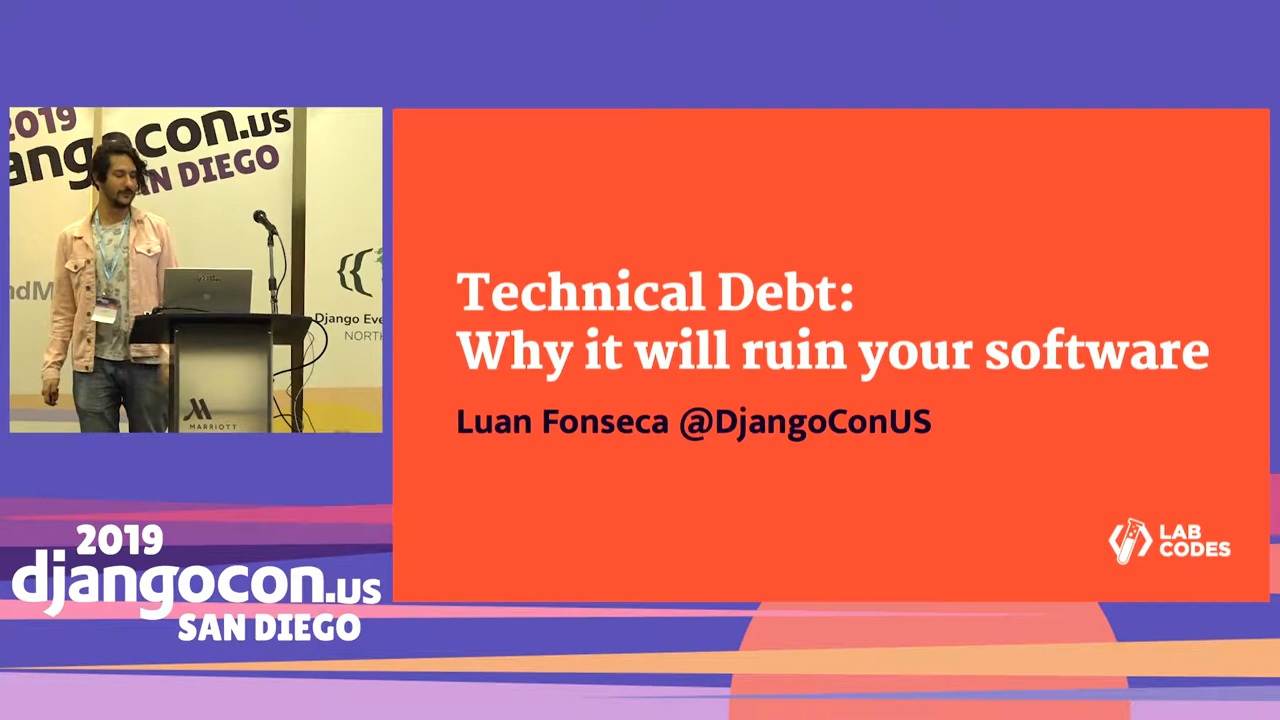 2019
djangocon.us
SAN DIEGO
Django Eve
NORTH
MARRIOTT
Technical Debt:
Why it will ruin your software
Luan Fonseca @DjangoConUS
LAB
CODES
2019
djangocon.us
SAN DIEGO